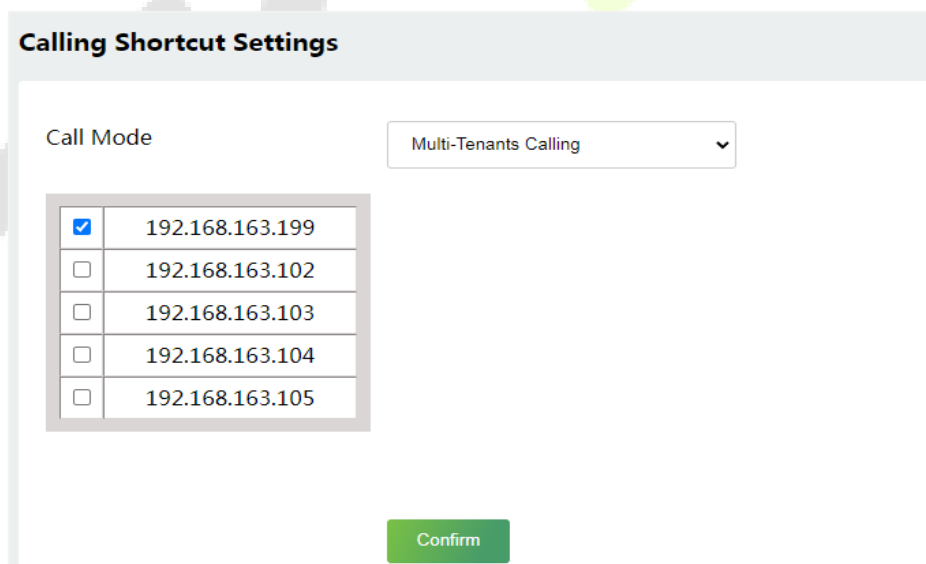 Calling Shortcut Settings
Call Mode
Multi-Tenants Calling
192.168.163.199
192.168.163.102
192.168.163.103
192.168.163.104
192.168.163.105
Confirm